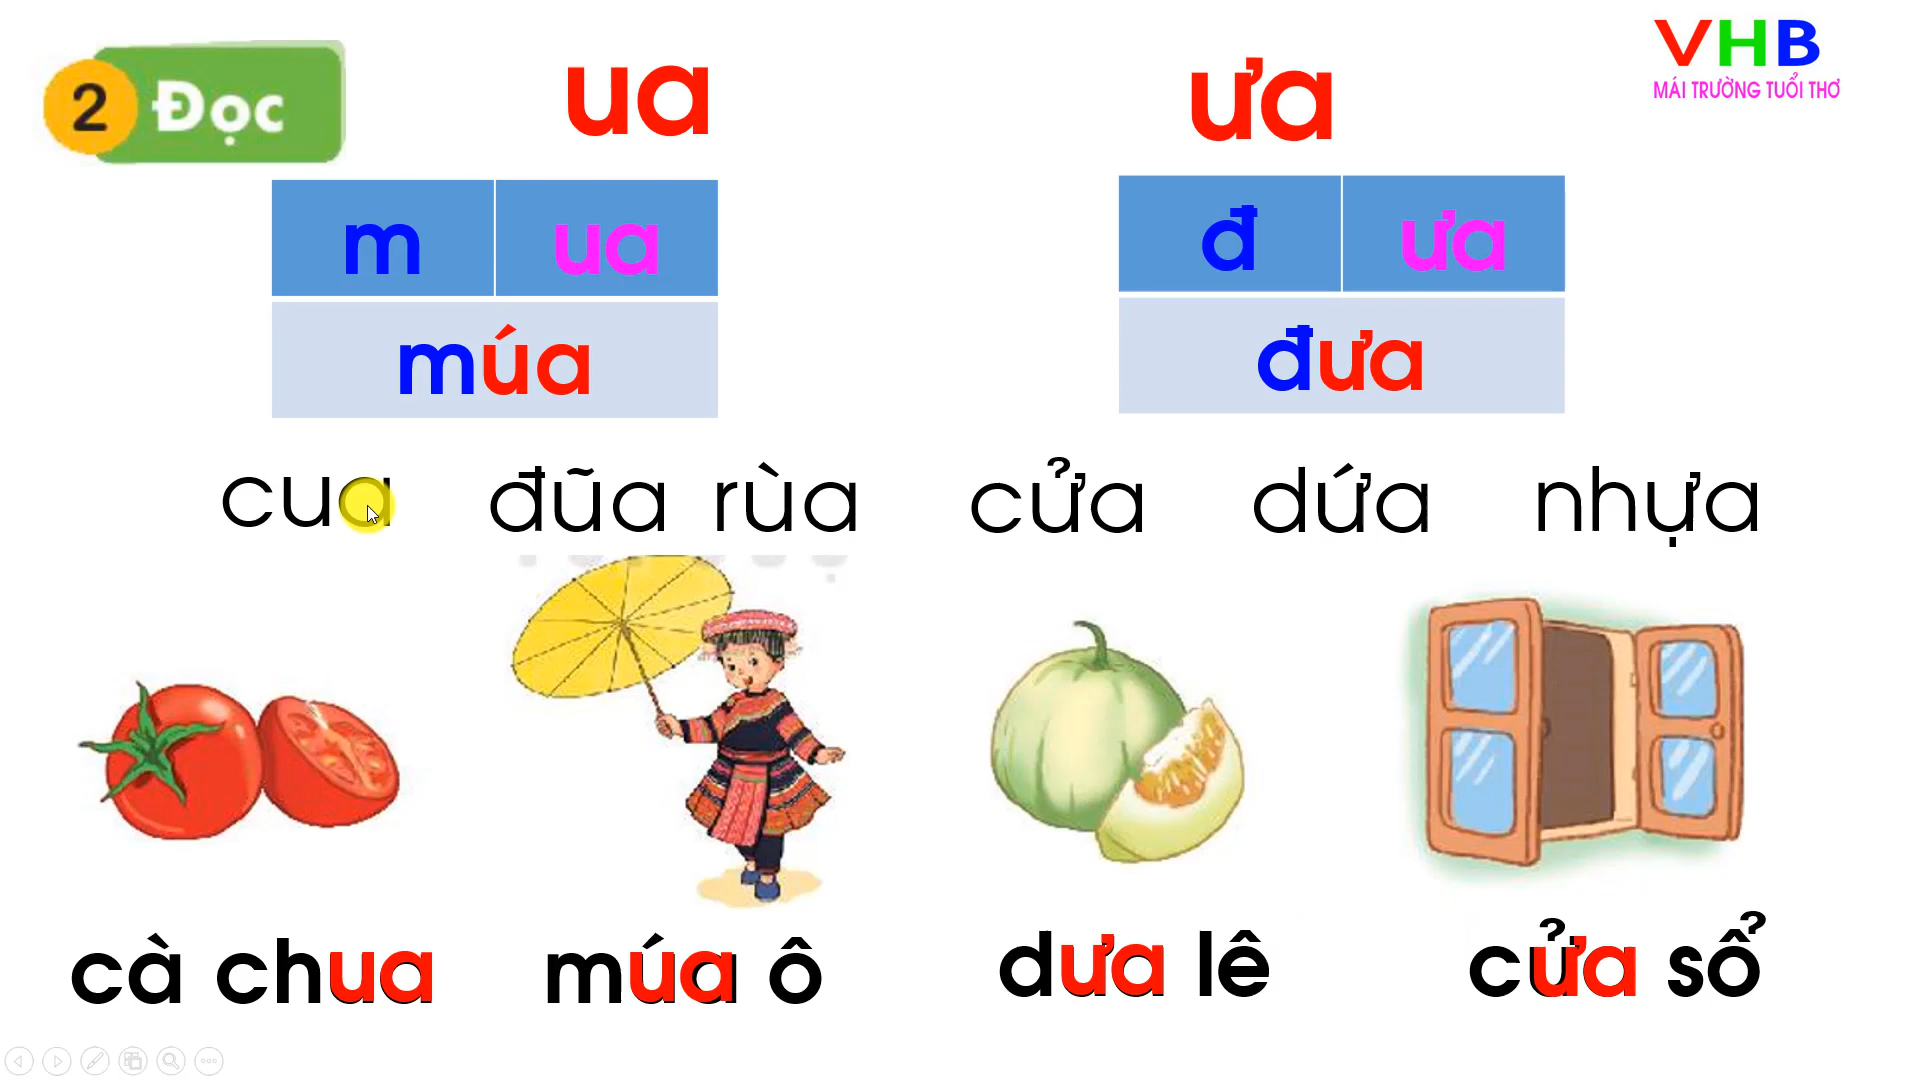 VHB
MÁI TRƯỜNG TUỔI THƠ
2 Đọc
ua ưa
m ua đ ưa
múa đưa
cua đũa rùa cửa dứa nhựa
cà chua múa ô dưa lê cửa sổ